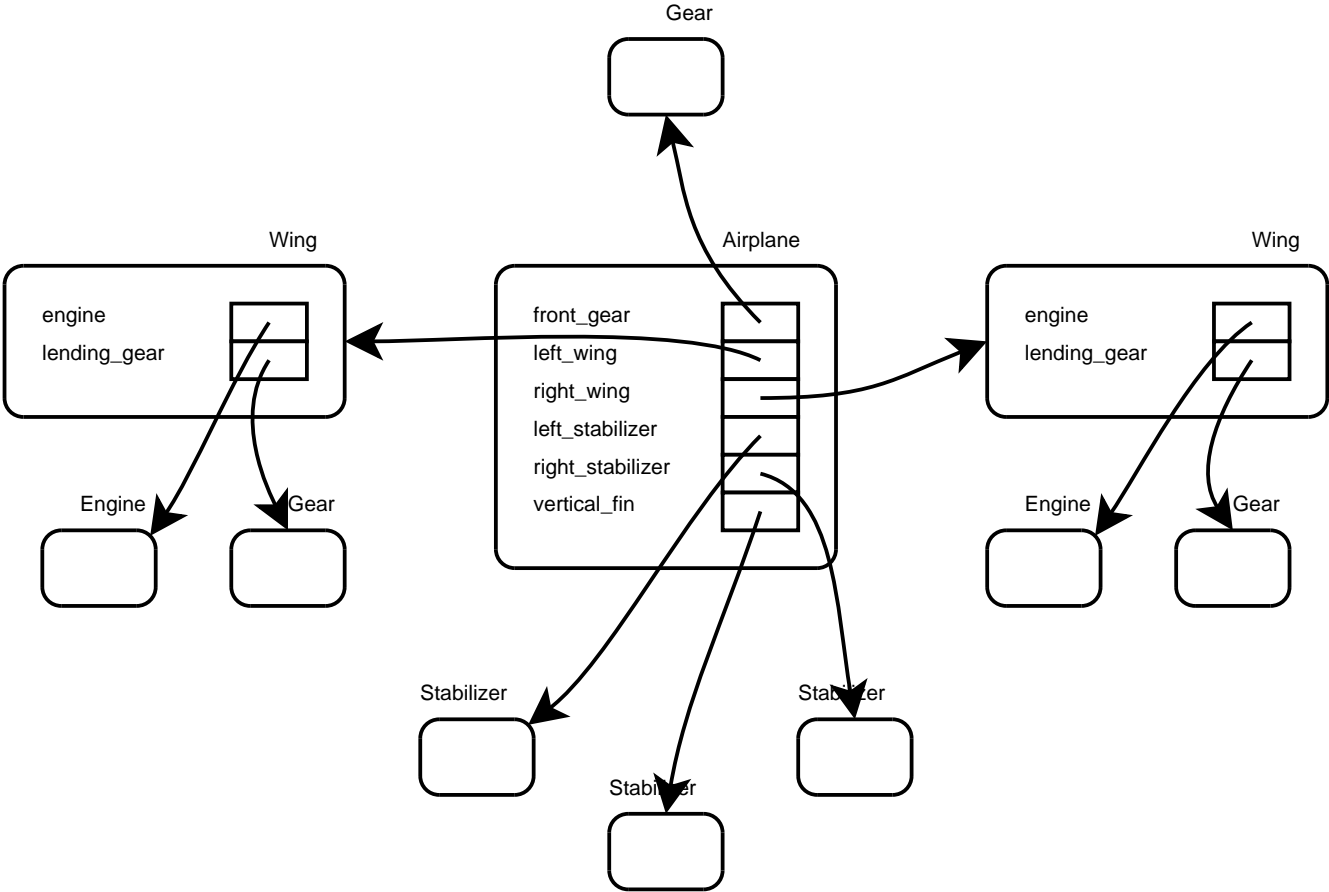 Gear
Wing
engine
lending_gear
Engine
Gear
Airplane
front_gear
left_wing
right_wing
left_stabilizer
right_stabilizer
vertical_fin
Wing
engine
lending_gear
Engine
Gear
Stabilizer
Stabilizer
Stabilizer